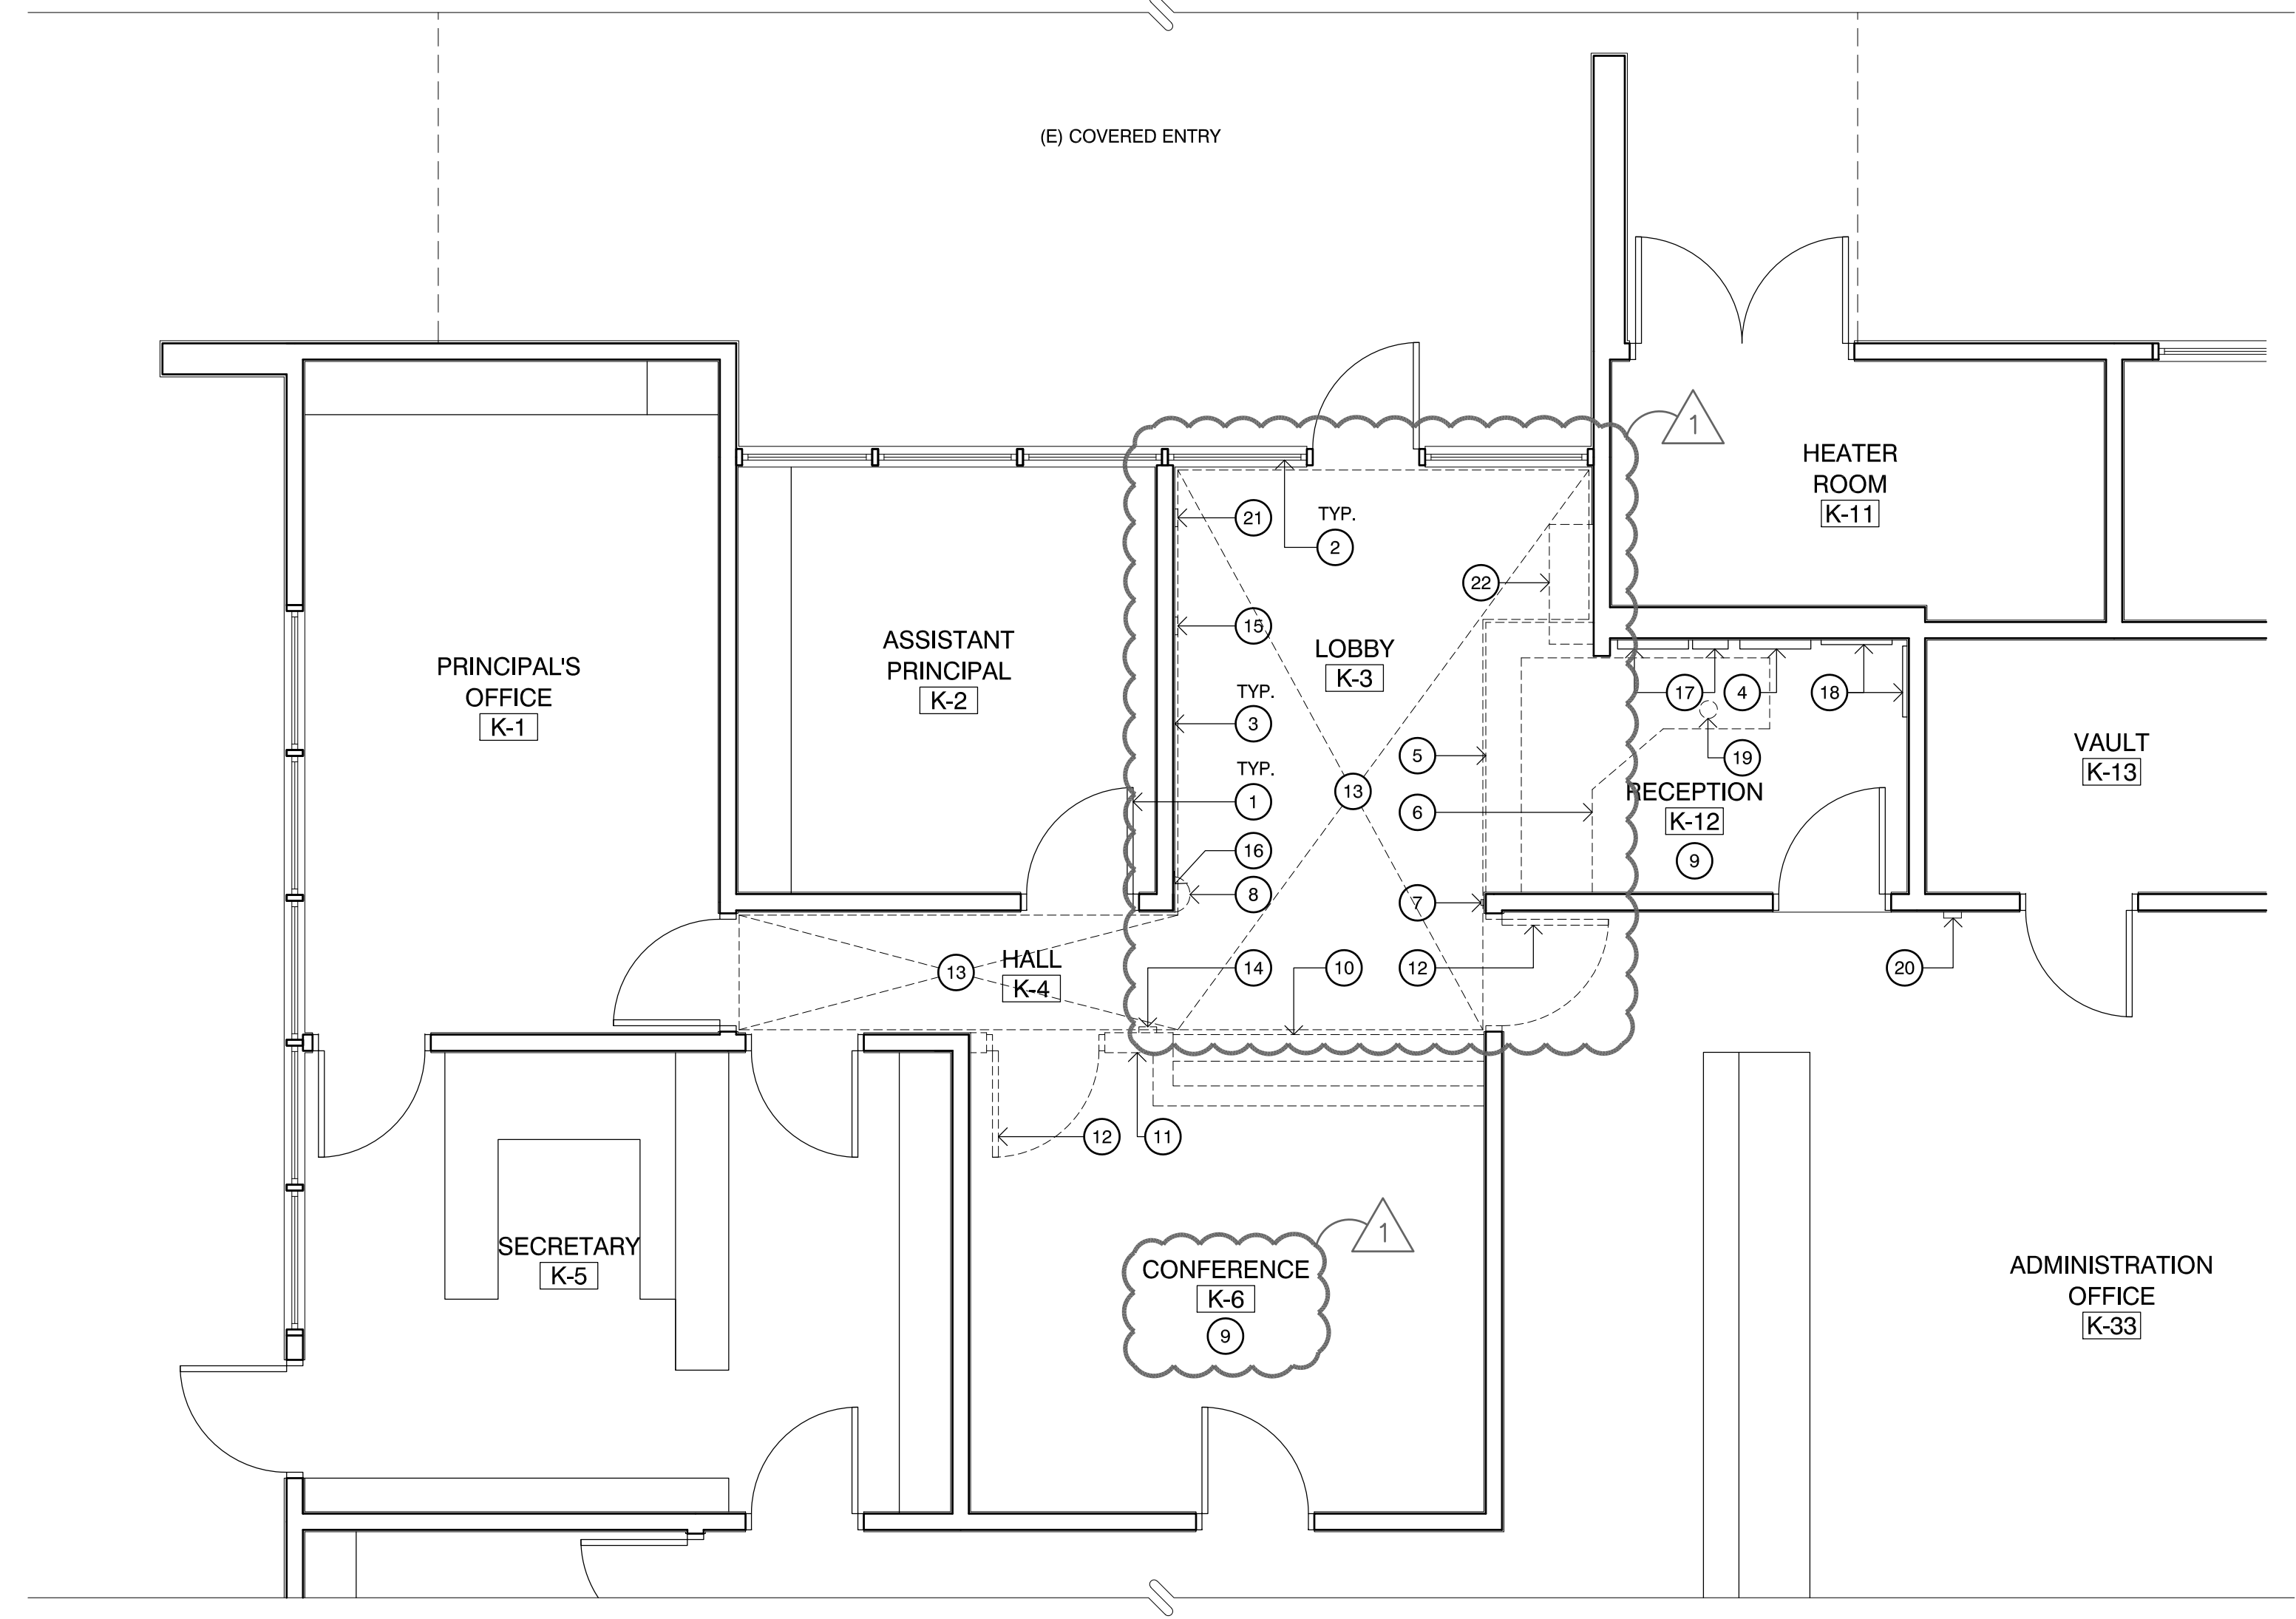 (E) COVERED ENTRY
1
HEATER
ROOM
K-11
21
TYP.
2
22
15
ASSISTANT
PRINCIPAL
K-2
LOBBY
K-3
PRINCIPAL'S
OFFICE
K-1
TYP.
3
17
4
18
5
19
VAULT
K-13
TYP.
1
13
6
RECEPTION
K-12
9
16
8
7
13
HALL
K-4
14
10
12
20
12
11
1
SECRETARY
K-5
CONFERENCE
K-6
9
ADMINISTRATION
OFFICE
K-33